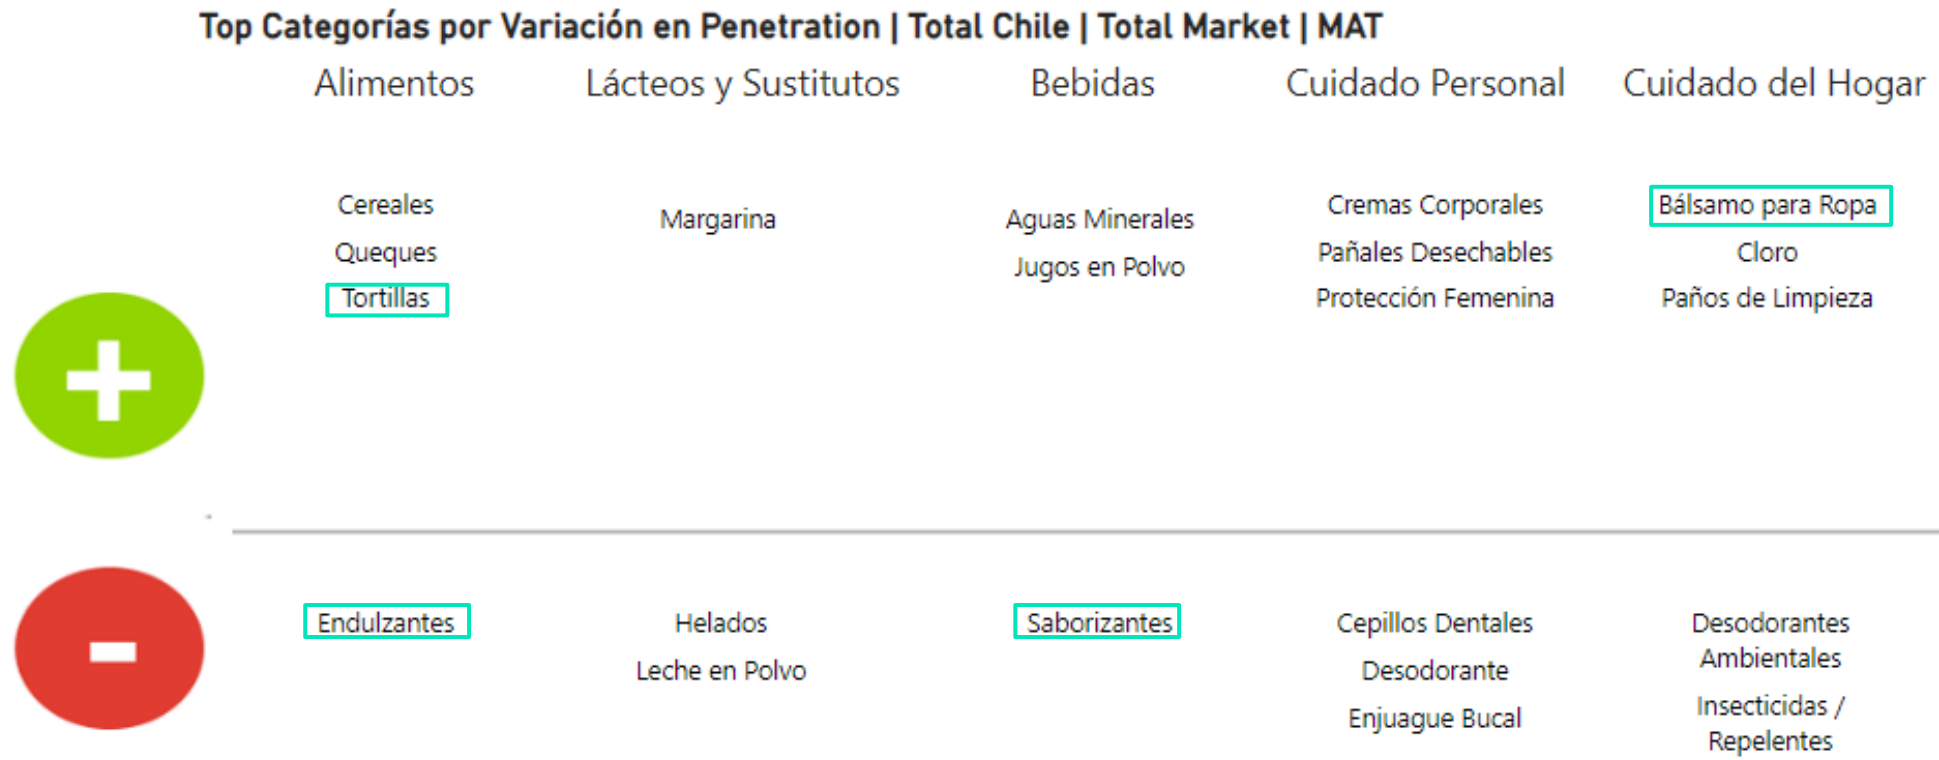 Top Categorías por Variación en Penetration | Total Chile | Total Market | MAT
Alimentos
Lácteos y Sustitutos
Bebidas
Cuidado Personal
Cuidado del Hogar
+
Cereales
Queques
Tortillas
Margarina
Aguas Minerales
Jugos en Polvo
Cremas Corporales
Pañales Desechables
Protección Femenina
Bálsamo para Ropa
Cloro
Paños de Limpieza
-
Endulzantes
Helados
Leche en Polvo
Saborizantes
Cepillos Dentales
Desodorante
Enjuague Bucal
Desodorantes
Ambientales
Insecticidas /
Repelentes